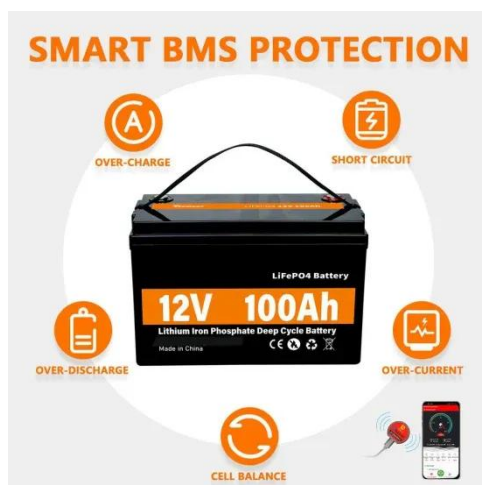 SMART BMS PROTECTION
A
OVER-CHARGE
SHORT CIRCUIT
LiFePO4 Battery
12V 100Ah
Lithium Iron Phosphate Deep Cycle Battery
Made in China
CE
OVER-DISCHARGE
OVER-CURRENT
CELL BALANCE